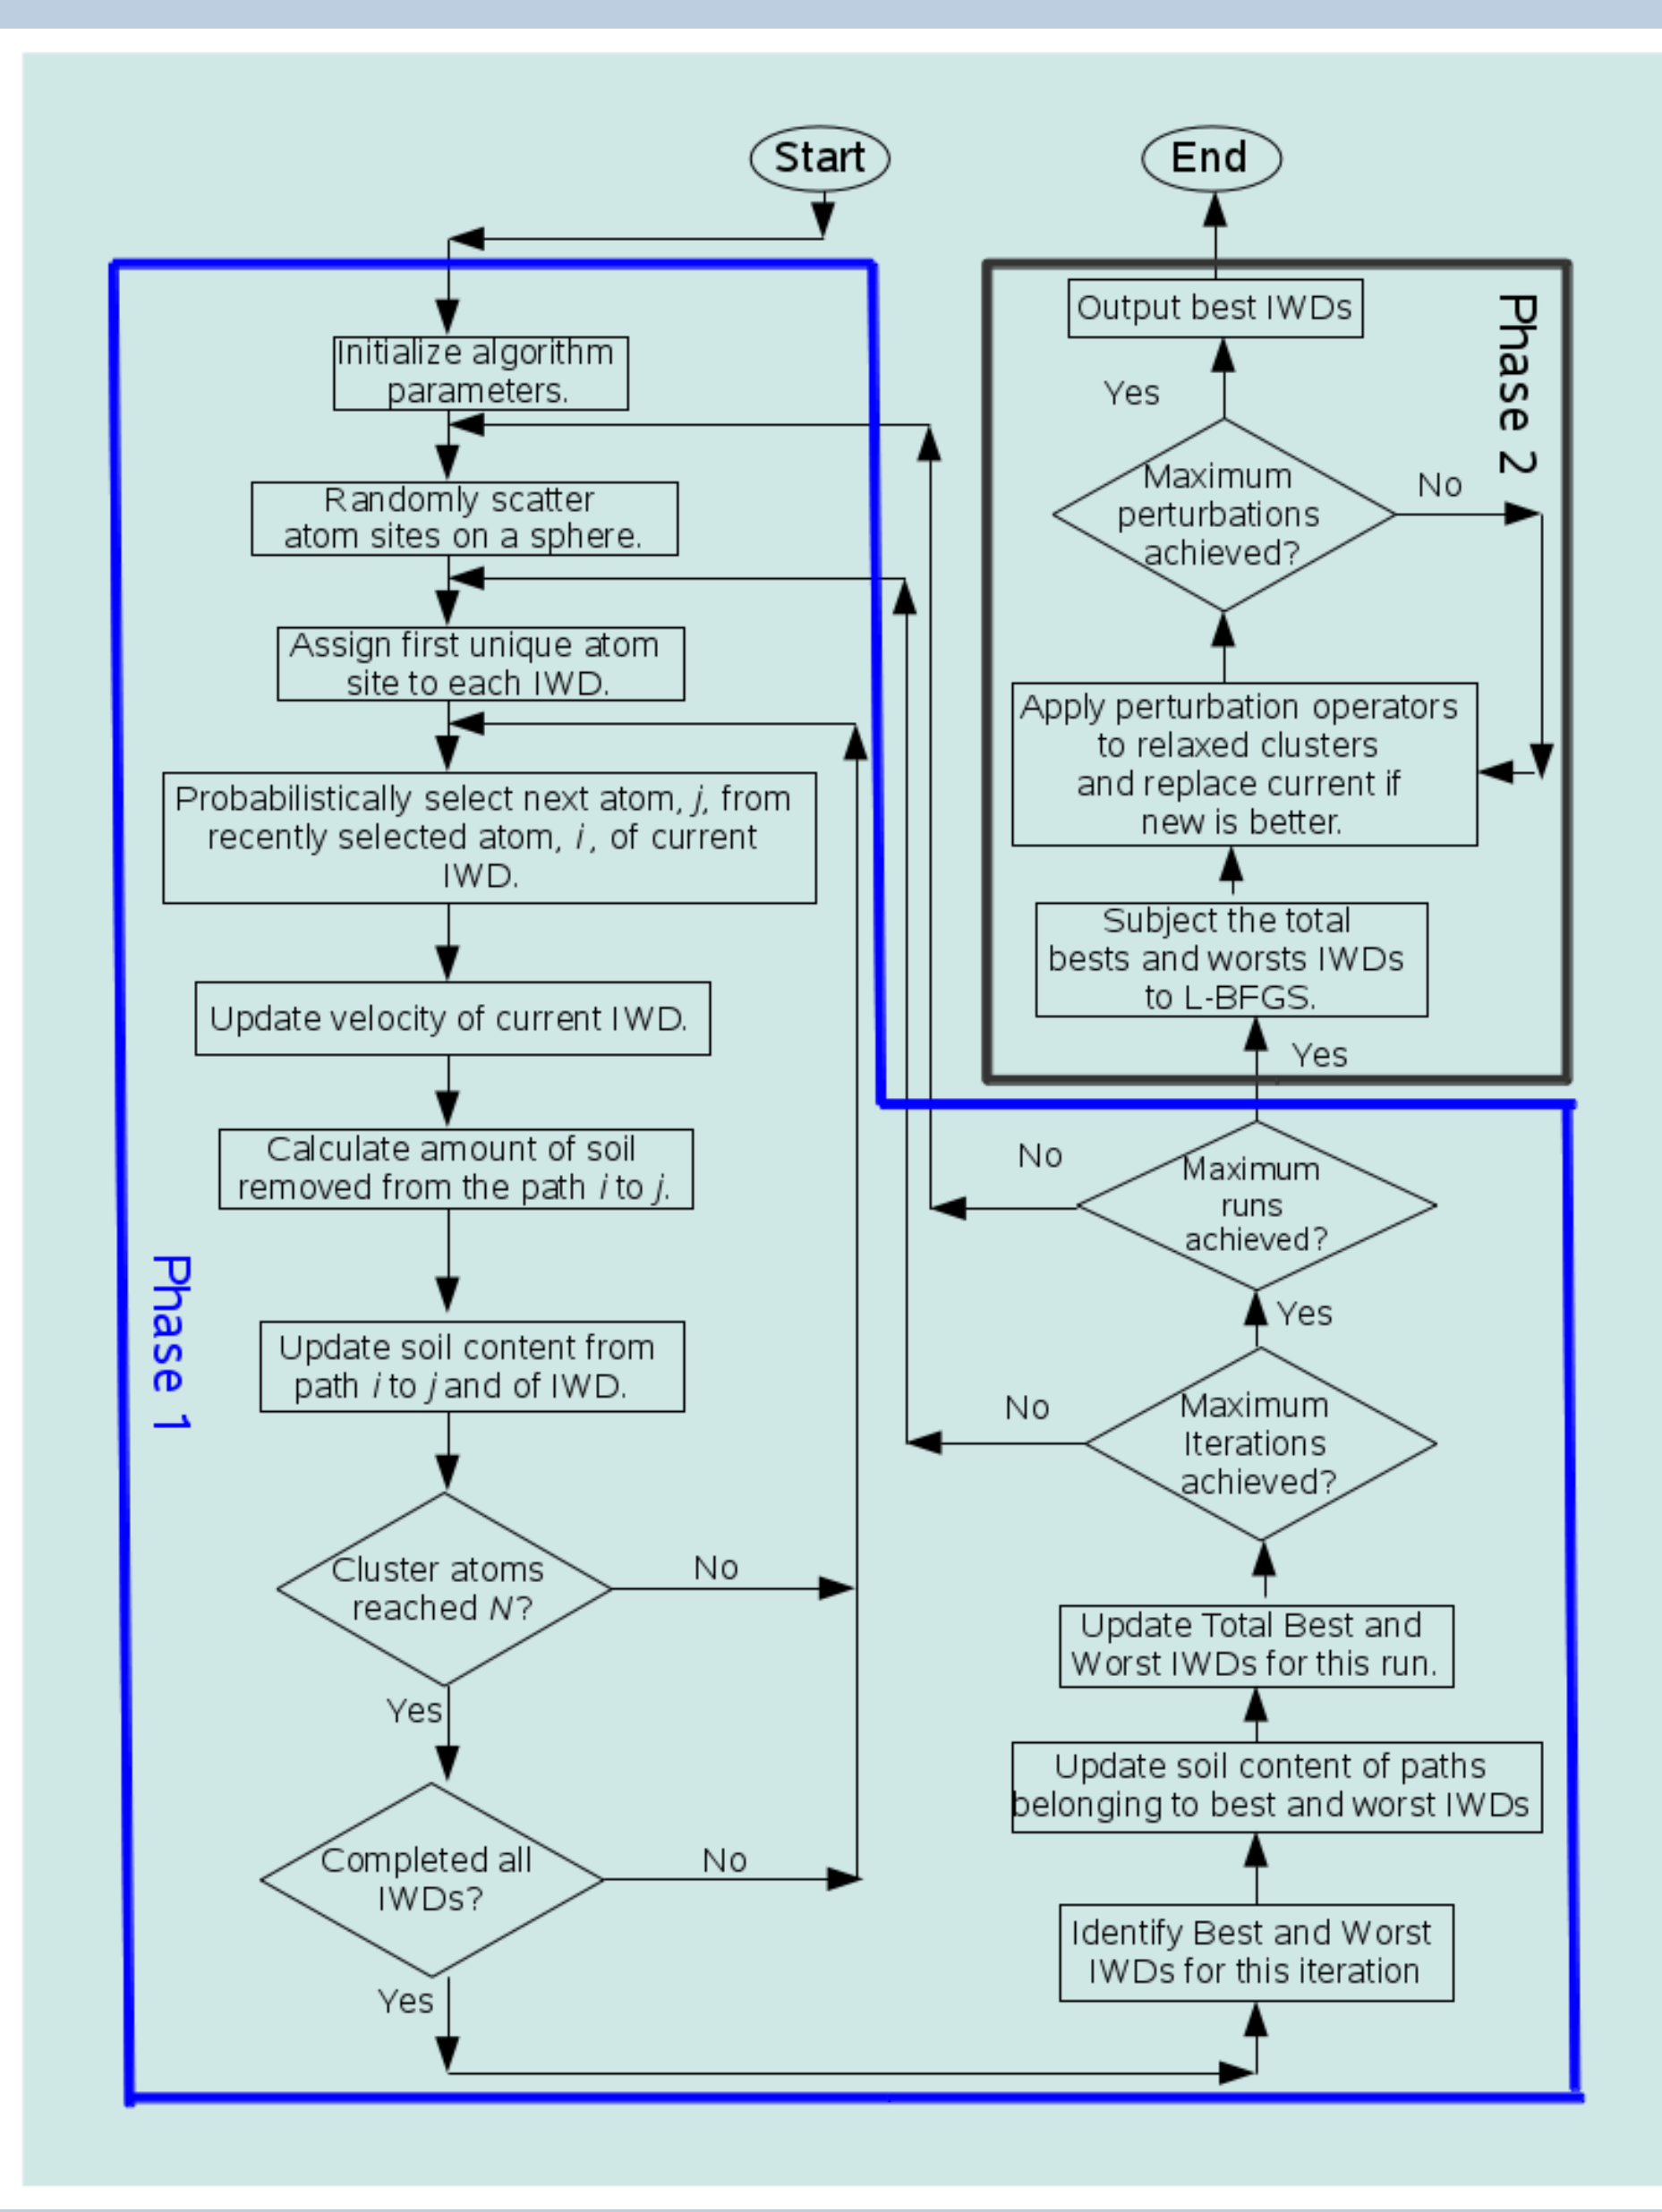 Start
Initialize algorithm
parameters.
Randomly scatter
atom sites on a sphere.
Assign first unique atom
site to each IWD.
Probabilistically select next atom, j, from
recently selected atom, i, of current
IWD.
Update velocity of current IWD.
Calculate amount of soil
removed from the path i to j.
Update soil content from
path i to j and of IWD.
Cluster atoms
reached N?
No
Yes
Completed all
IWDs?
No
Yes
Phase 1
Identify Best and Worst
IWDs for this iteration
Update soil content of paths
belonging to best and worst IWDs
Update Total Best and
Worst IWDs for this run.
Maximum
Iterations
achieved?
No
Yes
Maximum
runs
achieved?
No
Yes
Subject the total
bests and worsts IWDs
to L-BFGS.
Apply perturbation operators
to relaxed clusters
and replace current if
new is better.
Maximum
perturbations
achieved?
No
Yes
Output best IWDs
Phase 2
End